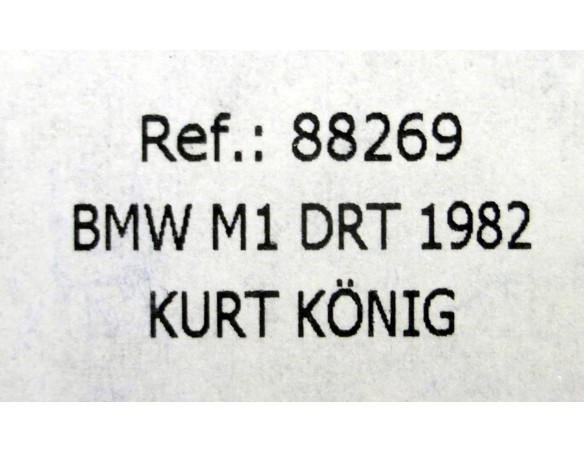 Ref.: 88269
BMW M1 DRT 1982
KURT KÖNIG